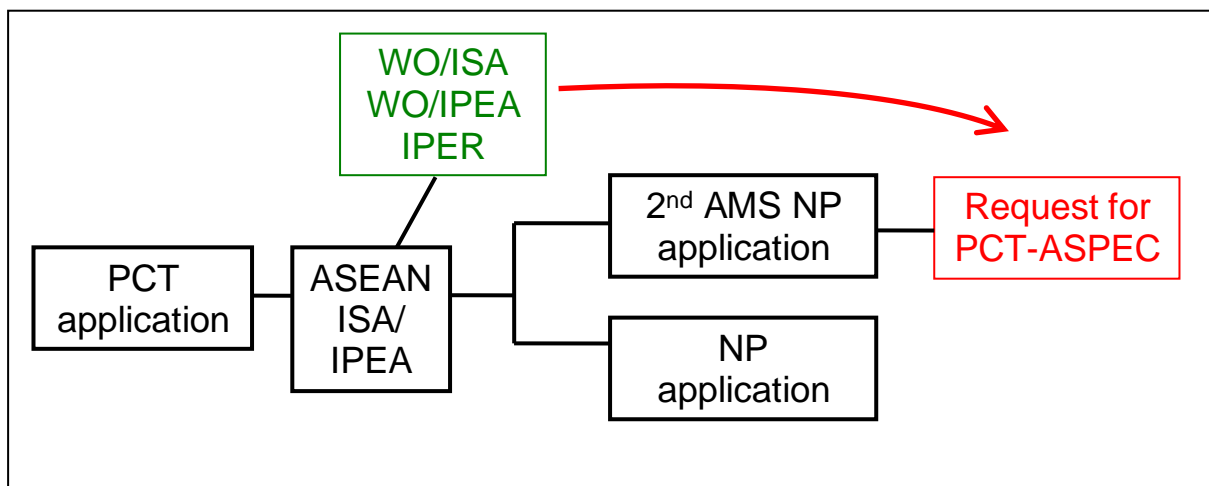 WO/ISA
WO/IPEA
IPER
PCT
application
ASEAN
ISA/
IPEA
2nd AMS NP
application
Request for
PCT-ASPEC
NP
application